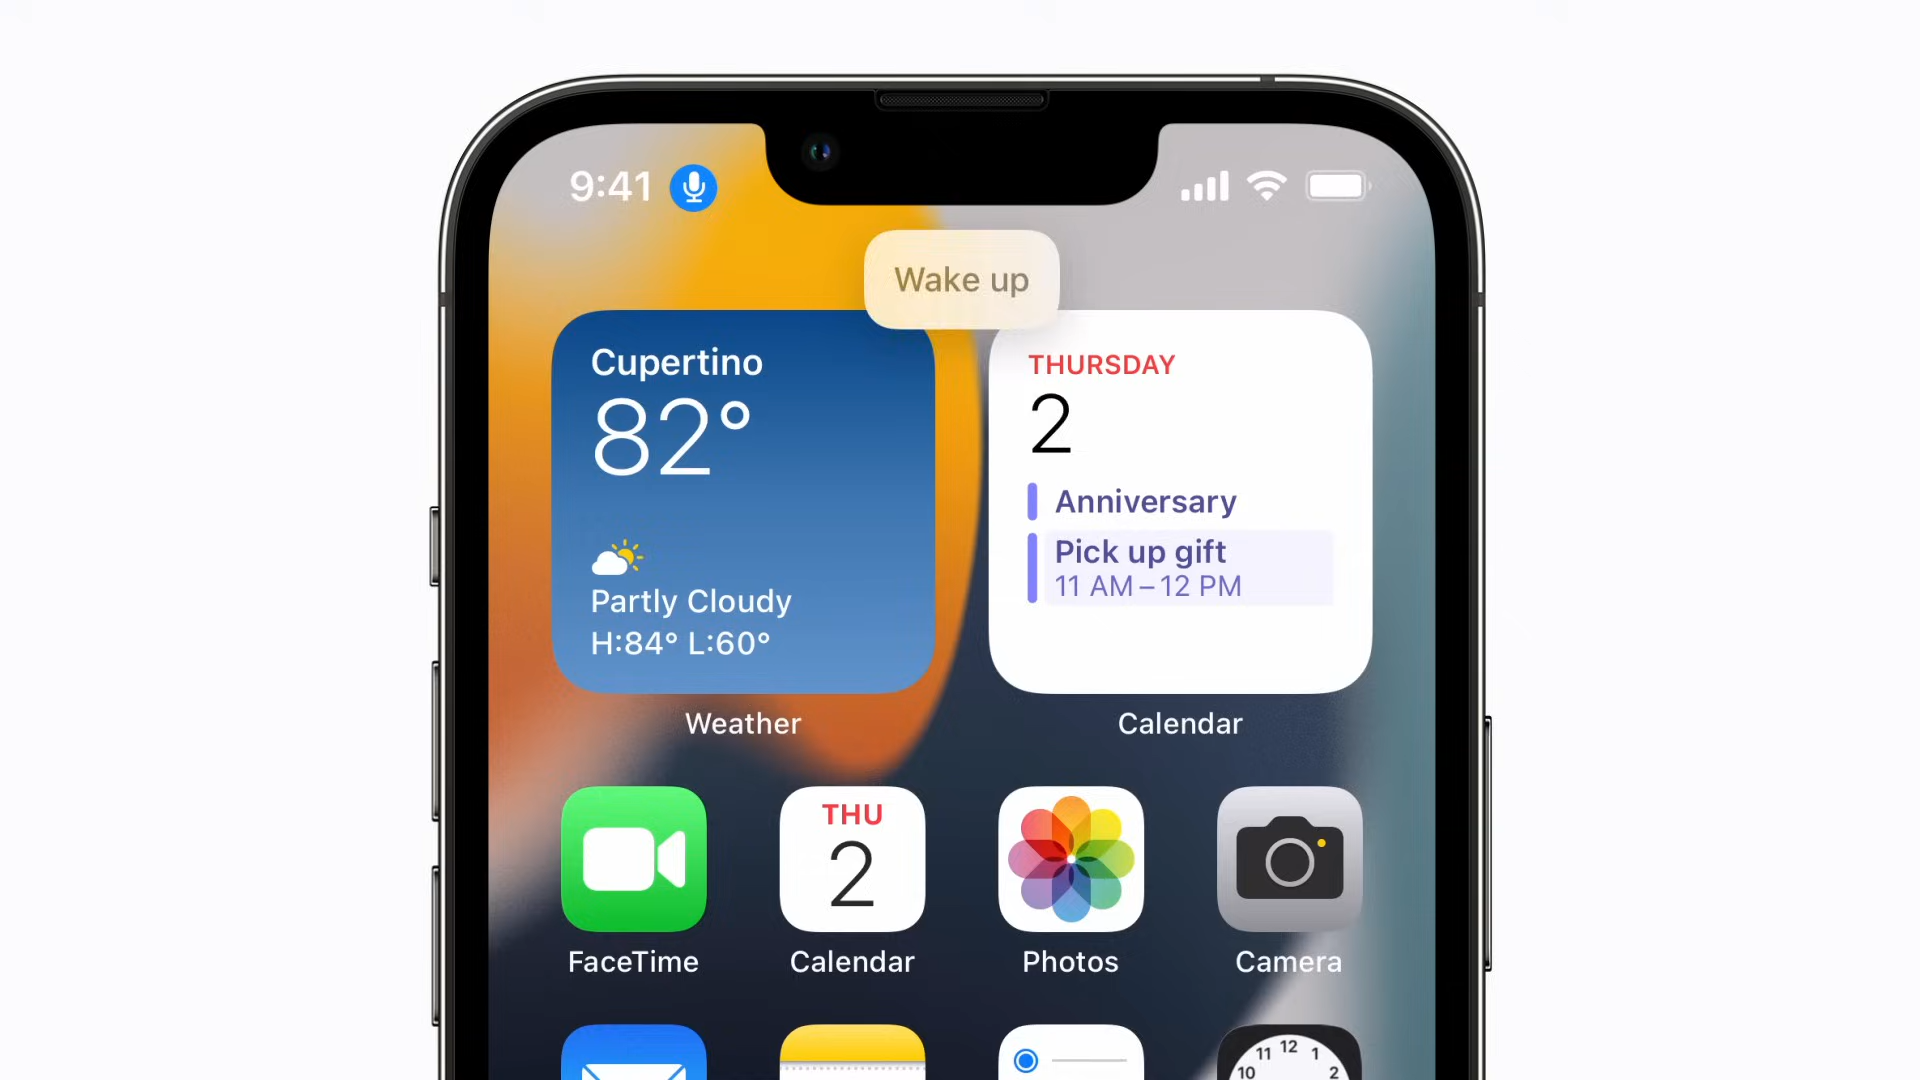 9:41
Wake up
Cupertino
82°
Partly Cloudy
H:84° L:60°
Weather
THURSDAY
2
Anniversary
Pick up gift
11 AM – 12 PM
Calendar
THU
2
FaceTime
Calendar
Photos
Camera
11 12 1
10 2